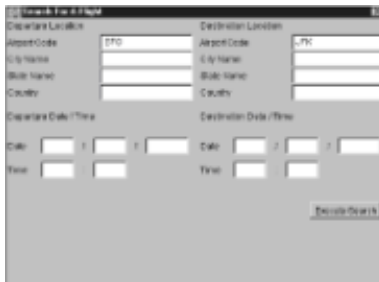 Search For A Flight
Departure Location
Destination Location
Airport Code SFO
Airport Code JFK
City Name
City Name
State Name
State Name
Country
Country
Departure Date / Time
Destination Date / Time
Date / /
Date / /
Time :
Time :
Execute Search